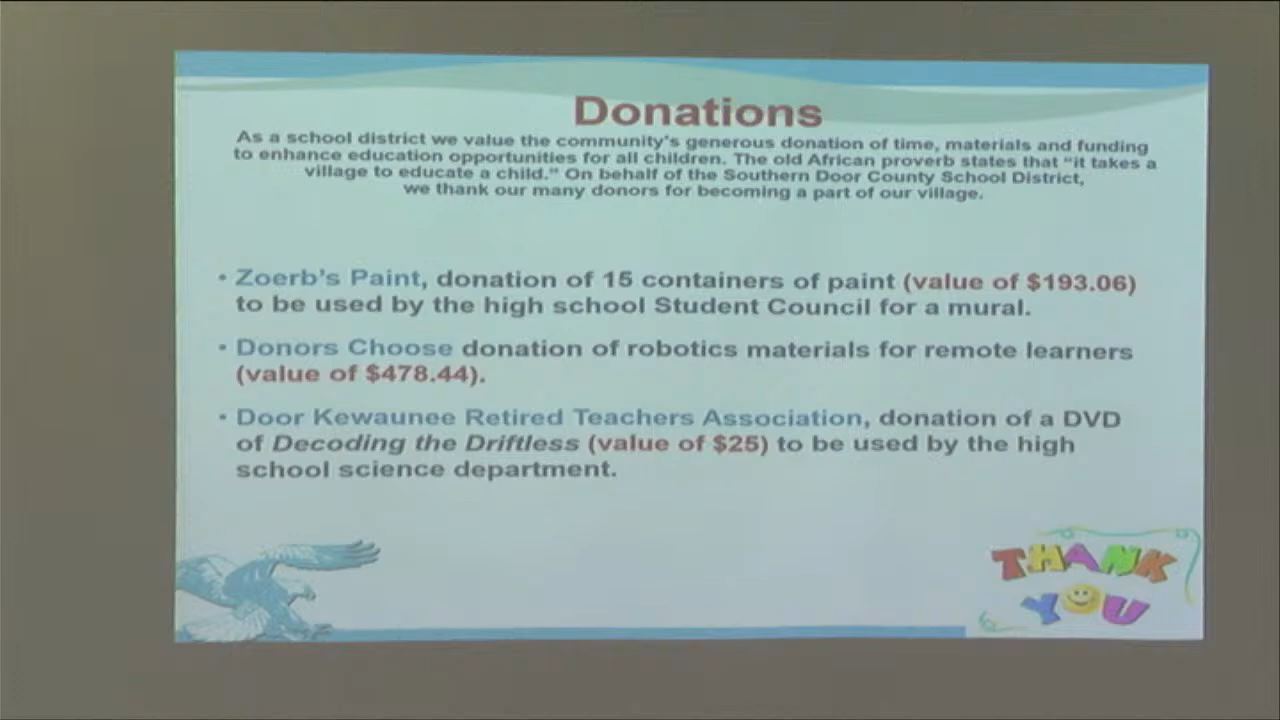 Donations
As a school district we value the community's generous donation of time, materials and funding
to enhance education opportunities for all children. The old African proverb states that "it takes a
village to educate a child." On behalf of the Southern Door County School District,
we thank our many donors for becoming a part of our village.
• Zoerb's Paint, donation of 15 containers of paint (value of $193.06)
to be used by the high school Student Council for a mural.
• Donors Choose donation of robotics materials for remote learners
(value of $478.44).
• Door Kewaunee Retired Teachers Association, donation of a DVD
of Decoding the Driftless (value of $25) to be used by the high
school science department.
THANK
YOU